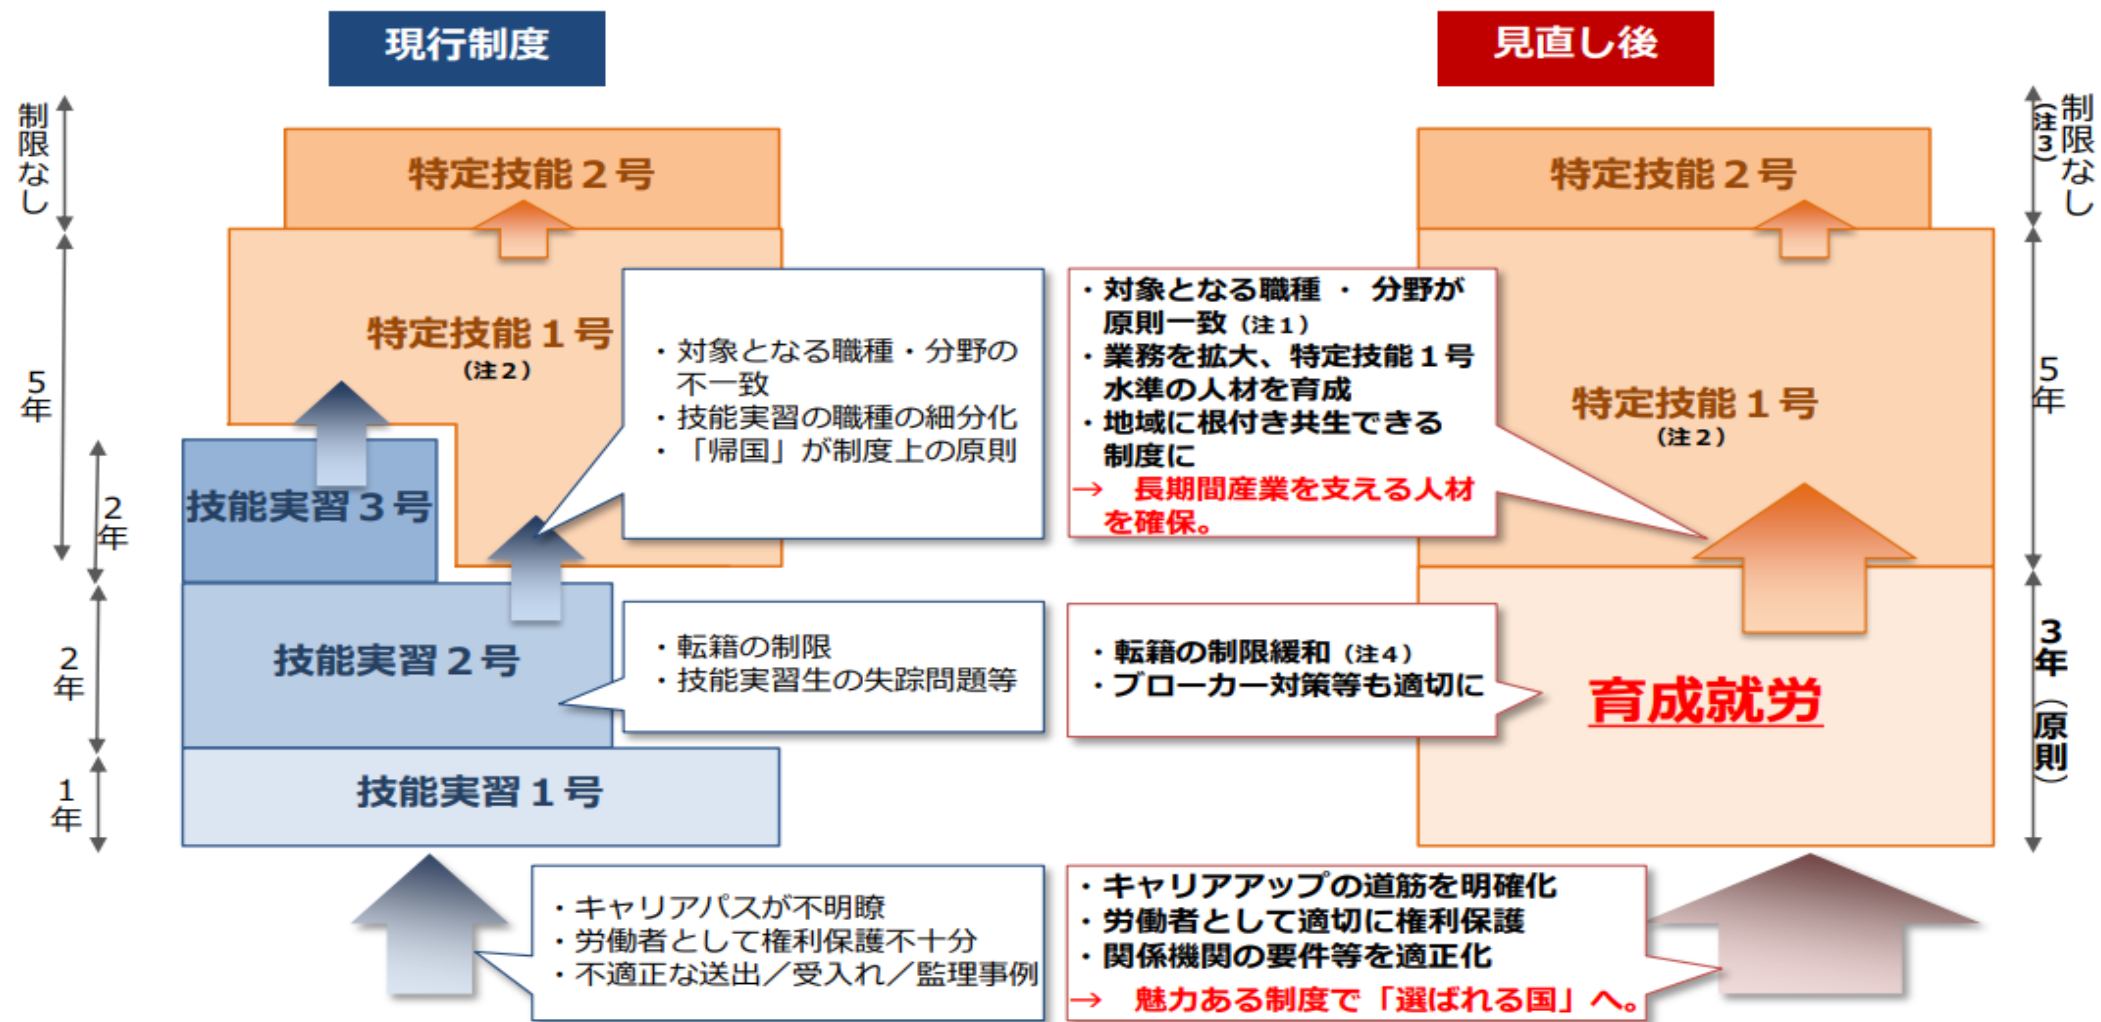 現行制度
見直し後
制限なし
特定技能２号
特定技能１号
（注２）
５年
・対象となる職種・分野の
不一致
・技能実習の職種の細分化
・「帰国」が制度上の原則
技能実習３号
２年
技能実習２号
２年
・転籍の制限
・技能実習生の失踪問題等
技能実習１号
１年
・キャリアパスが不明瞭
・労働者として権利保護不十分
・不適正な送出／受入れ／監理事例
制限なし
（注３）
特定技能２号
・対象となる職種 ・ 分野が
原則一致（注１）
・業務を拡大、特定技能１号
水準の人材を育成
・地域に根付き共生できる
制度に
→　長期間産業を支える人材
を確保。
特定技能１号
（注２）
５年
・転籍の制限緩和（注４）
・ブローカー対策等も適切に
育成就労
３年（原則）
・キャリアアップの道筋を明確化
・労働者として適切に権利保護
・関係機関の要件等を適正化
→　魅力ある制度で「選ばれる国」へ。